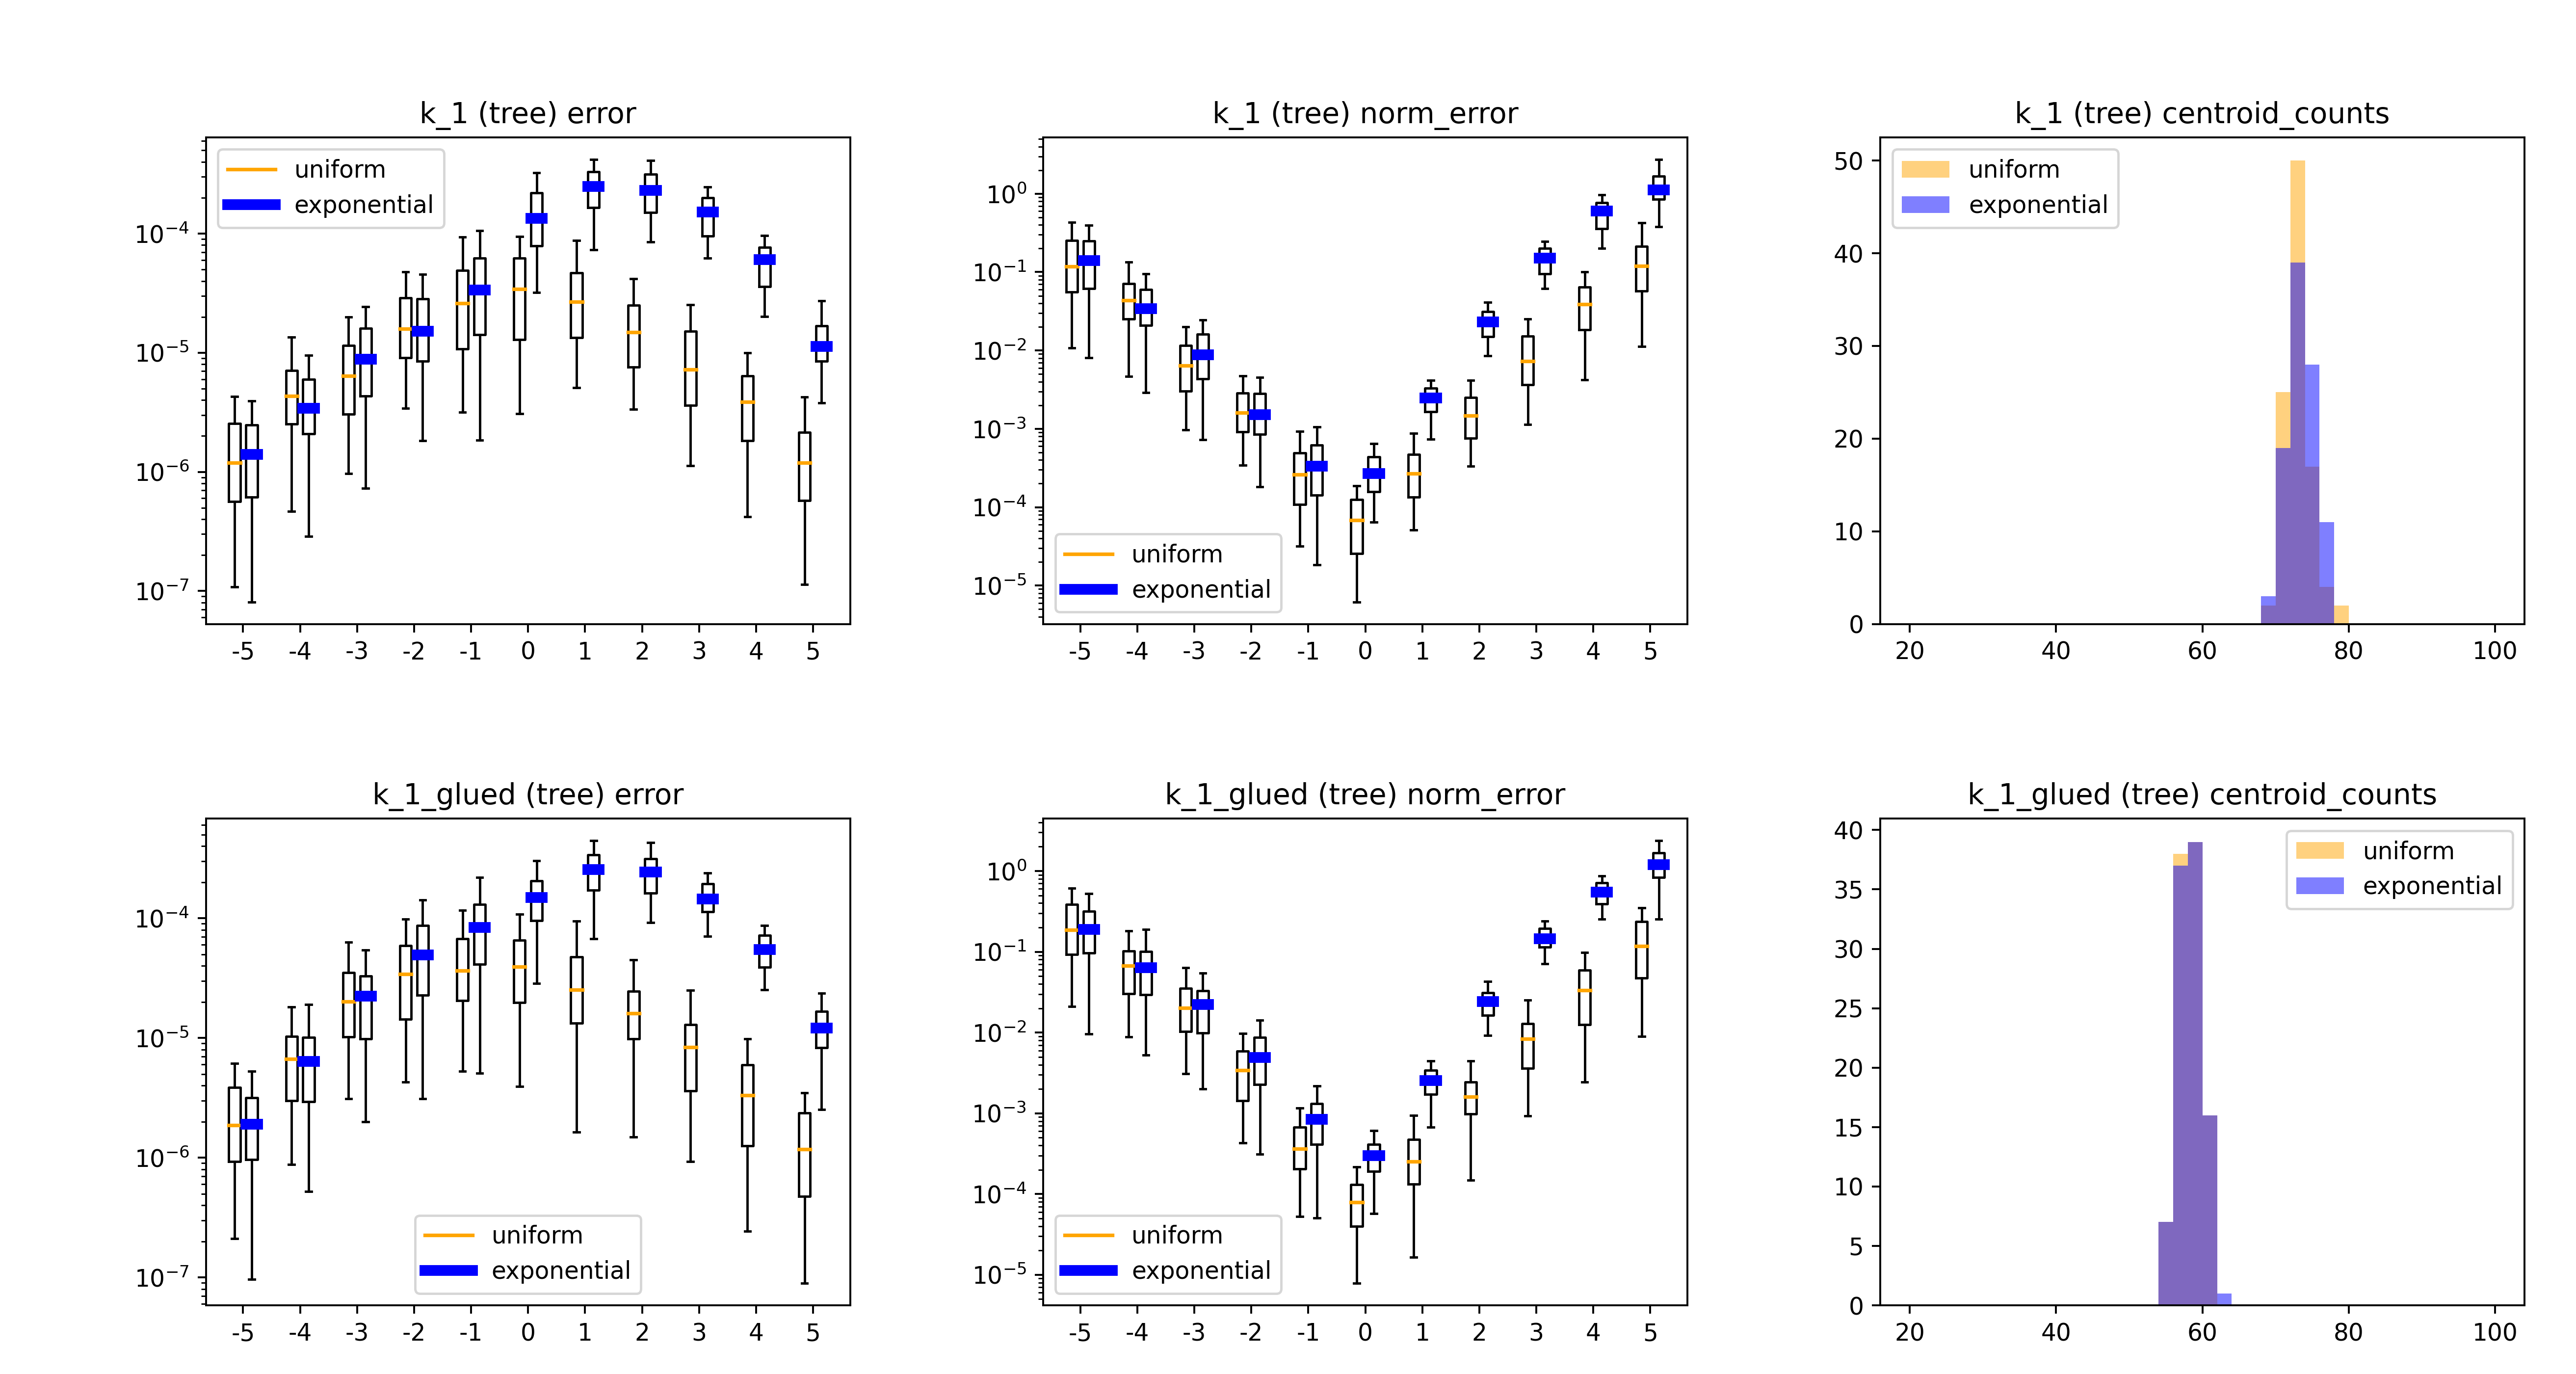 k_1 (tree) error
uniform
exponential
10⁻⁴
10⁻⁵
10⁻⁶
10⁻⁷
-5 -4 -3 -2 -1 0 1 2 3 4 5
k_1 (tree) norm_error
10⁰
10⁻¹
10⁻²
10⁻³
10⁻⁴
10⁻⁵
uniform
exponential
-5 -4 -3 -2 -1 0 1 2 3 4 5
k_1 (tree) centroid_counts
uniform
exponential
50
40
30
20
10
0
20 40 60 80 100
k_1_glued (tree) error
10⁻⁴
10⁻⁵
10⁻⁶
10⁻⁷
uniform
exponential
-5 -4 -3 -2 -1 0 1 2 3 4 5
k_1_glued (tree) norm_error
10⁰
10⁻¹
10⁻²
10⁻³
10⁻⁴
10⁻⁵
uniform
exponential
-5 -4 -3 -2 -1 0 1 2 3 4 5
k_1_glued (tree) centroid_counts
uniform
exponential
40
35
30
25
20
15
10
5
0
20 40 60 80 100